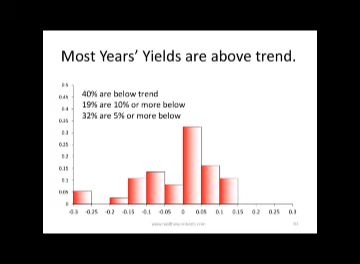 Most Years' Yields are above trend.
40% are below trend
19% are 10% or more below
32% are 5% or more below
0.5
0.45
0.4
0.35
0.3
0.25
0.2
0.15
0.1
0.05
0
-0.3 -0.25 -0.2 -0.15 -0.1 -0.05 0 0.05 0.1 0.15 0.2 0.25 0.3